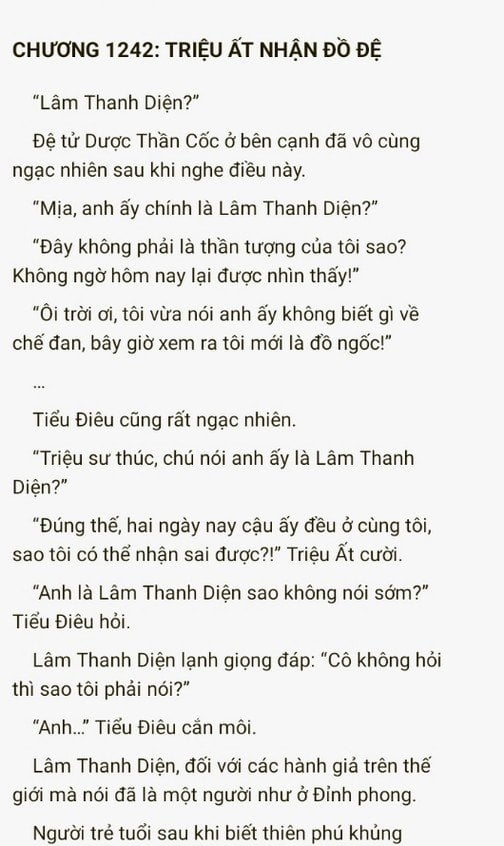 CHƯƠNG 1242: TRIỆU ẤT NHẬN ĐỒ ĐỆ
“Lâm Thanh Diện?”
Đệ tử Dược Thần Cốc ở bên cạnh đã vô cùng
ngạc nhiên sau khi nghe điều này.
“Mịa, anh ấy chính là Lâm Thanh Diện?”
“Đây không phải là thần tượng của tôi sao?
Không ngờ hôm nay lại được nhìn thấy!”
“Ôi trời ơi, tôi vừa nói anh ấy không biết gì về
chế đan, bây giờ xem ra tôi mới là đồ ngốc!”
...
Tiểu Điêu cũng rất ngạc nhiên.
“Triệu sư thúc, chú nói anh ấy là Lâm Thanh
Diện?”
“Đúng thế, hai ngày nay cậu ấy đều ở cùng tôi,
sao tôi có thể nhận sai được?!” Triệu Ất cười.
“Anh là Lâm Thanh Diện sao không nói sớm?”
Tiểu Điêu hỏi.
Lâm Thanh Diện lạnh giọng đáp: “Cô không hỏi
thì sao tôi phải nói?”
“Anh...” Tiểu Điêu cắn môi.
Lâm Thanh Diện, đối với các hành giả trên thế
giới mà nói đã là một người như ở Đỉnh phong.
Người trẻ tuổi sau khi biết thiên phú khủng